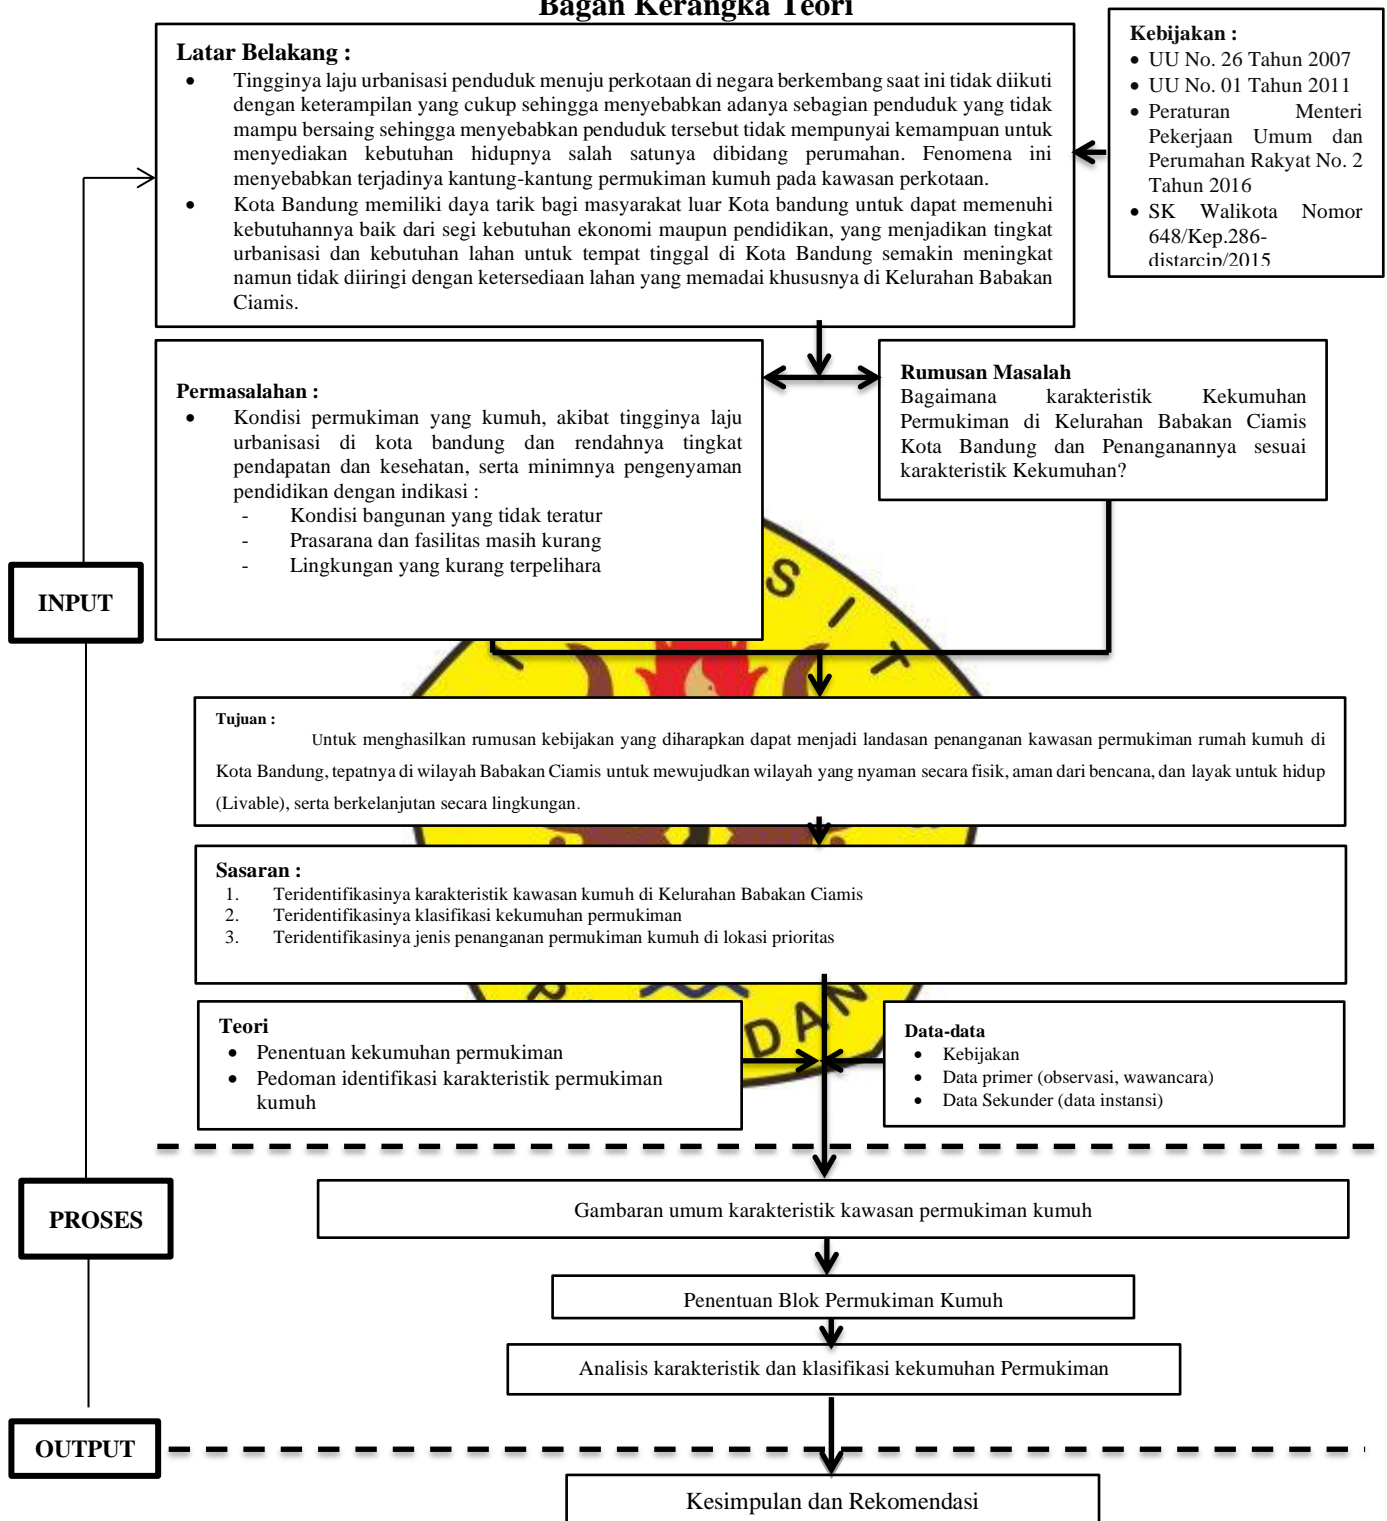 Bagan Kerangka Teori
Latar Belakang :
• Tingginya laju urbanisasi penduduk menuju perkotaan di negara berkembang saat ini tidak diikuti
dengan keterampilan yang cukup sehingga menyebabkan adanya sebagian penduduk yang tidak
mampu bersaing sehingga menyebabkan penduduk tersebut tidak mempunyai kemampuan untuk
menyediakan kebutuhan hidupnya salah satunya dibidang perumahan. Fenomena ini
menyebabkan terjadinya kantung-kantung permukiman kumuh pada kawasan perkotaan.
• Kota Bandung memiliki daya tarik bagi masyarakat luar Kota bandung untuk dapat memenuhi
kebutuhannya baik dari segi kebutuhan ekonomi maupun pendidikan, yang menjadikan tingkat
urbanisasi dan kebutuhan lahan untuk tempat tinggal di Kota Bandung semakin meningkat
namun tidak diiringi dengan ketersediaan lahan yang memadai khususnya di Kelurahan Babakan
Ciamis.
Kebijakan :
• UU No. 26 Tahun 2007
• UU No. 01 Tahun 2011
• Peraturan Menteri
Pekerjaan Umum dan
Perumahan Rakyat No. 2
Tahun 2016
• SK Walikota Nomor
648/Kep.286-
distarcip/2015
Permasalahan :
• Kondisi permukiman yang kumuh, akibat tingginya laju
urbanisasi di kota bandung dan rendahnya tingkat
pendapatan dan kesehatan, serta minimnya pengenyaman
pendidikan dengan indikasi :
- Kondisi bangunan yang tidak teratur
- Prasarana dan fasilitas masih kurang
- Lingkungan yang kurang terpelihara
Rumusan Masalah
Bagaimana karakteristik Kekumuhan
Permukiman di Kelurahan Babakan Ciamis
Kota Bandung dan Penanganannya sesuai
karakteristik Kekumuhan?
INPUT
S I T
Tujuan :
Untuk menghasilkan rumusan kebijakan yang diharapkan dapat menjadi landasan penanganan kawasan permukiman rumah kumuh di
Kota Bandung, tepatnya di wilayah Babakan Ciamis untuk mewujudkan wilayah yang nyaman secara fisik, aman dari bencana, dan layak untuk hidup
(Livable), serta berkelanjutan secara lingkungan.
Sasaran :
1. Teridentifikasinya karakteristik kawasan kumuh di Kelurahan Babakan Ciamis
2. Teridentifikasinya klasifikasi kekumuhan permukiman
3. Teridentifikasinya jenis penanganan permukiman kumuh di lokasi prioritas
DAN
Teori
• Penentuan kekumuhan permukiman
• Pedoman identifikasi karakteristik permukiman
kumuh
Data-data
• Kebijakan
• Data primer (observasi, wawancara)
• Data Sekunder (data instansi)
PROSES
Gambaran umum karakteristik kawasan permukiman kumuh
Penentuan Blok Permukiman Kumuh
Analisis karakteristik dan klasifikasi kekumuhan Permukiman
OUTPUT
Kesimpulan dan Rekomendasi